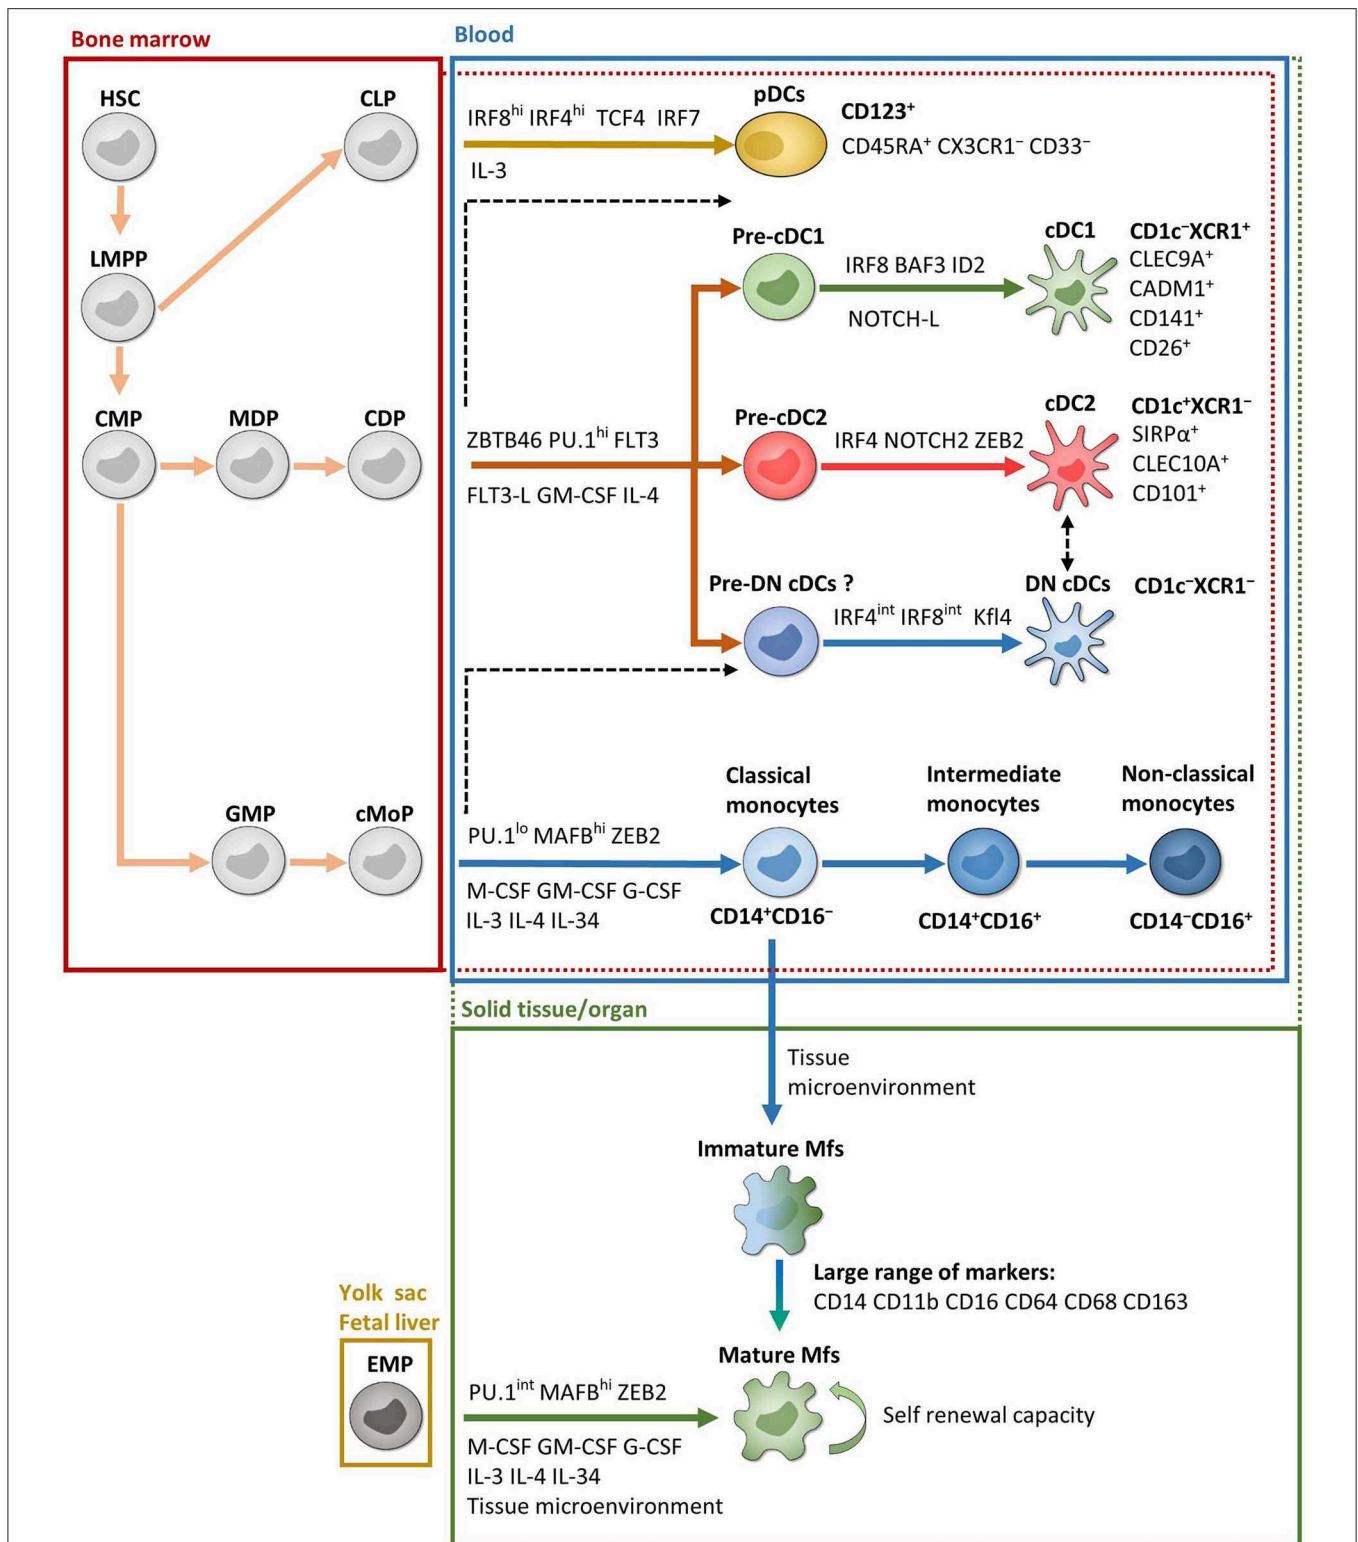 Bone marrow
HSC
CLP
LMPP
CMP
MDP
CDP
GMP
cMoP
Blood
IRF8hi IRF4hi TCF4 IRF7
IL-3
pDCs
CD123+
CD45RA+ CX3CR1− CD33−
Pre-cDC1
IRF8 BAF3 ID2
NOTCH-L
cDC1
CD1c−XCR1+
CLEC9A+
CADM1+
CD141+
CD26+
ZBTB46 PU.1hi FLT3
FLT3-L GM-CSF IL-4
Pre-cDC2
IRF4 NOTCH2 ZEB2
cDC2
CD1c+XCR1−
SIRPα+
CLEC10A+
CD101+
Pre-DN cDCs ?
IRF4int IRF8int Kfl4
DN cDCs
CD1c−XCR1−
PU.1lo MAFBhi ZEB2
M-CSF GM-CSF G-CSF
IL-3 IL-4 IL-34
Classical
monocytes
CD14+CD16−
Intermediate
monocytes
CD14+CD16+
Non-classical
monocytes
CD14−CD16+
Solid tissue/organ
Tissue
microenvironment
Immature Mfs
Large range of markers:
CD14 CD11b CD16 CD64 CD68 CD163
Yolk sac
Fetal liver
EMP
PU.1int MAFBhi ZEB2
M-CSF GM-CSF G-CSF
IL-3 IL-4 IL-34
Tissue microenvironment
Mature Mfs
Self renewal capacity